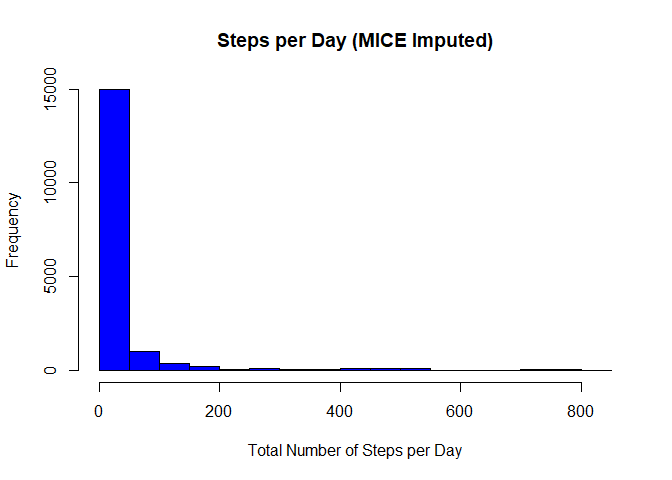 Steps per Day (MICE Imputed)
Frequency
15000
10000
5000
0
0 200 400 600 800
Total Number of Steps per Day